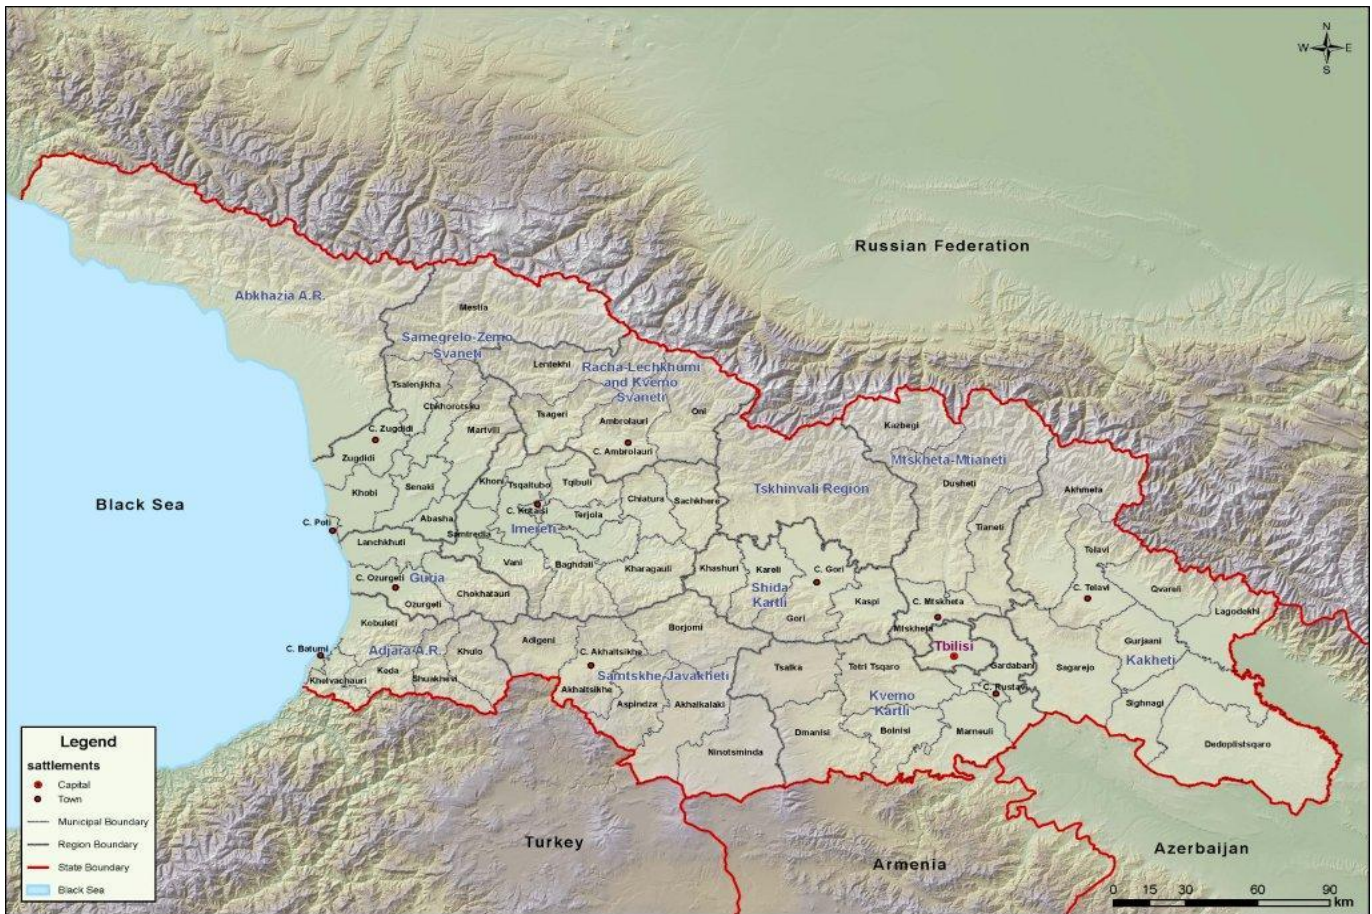 N
W E
S
Russian Federation
Abkhazia A.R.
Mestia
Samegrelo-Zemo
Svaneti
Lentekhi
Racha-Lechkhumi
and Kvemo
Svaneti
Tsalenjikha
Chkhorotsku
Tsageri
Ambrolauri
Oni
Martvili
C. Zugdidi
C. Ambrolauri
Zugdidi
Kazbegi
Mtskheta-Mtianeti
Dusheti
Akhmeta
Tskhinvali Region
Black Sea
Khobi
Senaki
Khoni
Tsqaltubo
Tqibuli
Chiatura
Sachkhere
C. Kutaisi
Terjola
Imereti
Abasha
Samtredia
C. Poti
Lanchkhuti
Vani
Baghdati
Kharagauli
Khashuri
Kareli
C. Gori
Shida
Kartli
Gori
Kaspi
Tianeti
Telavi
C. Telavi
Qvareli
Lagodekhi
C. Ozurgeti
Guria
Ozurgeti
Chokhatauri
C. Mtskheta
Mtskheta
Kobuleti
C. Batumi
Adjara A.R.
Khulo
Keda
Shuakhevi
Khelvachauri
Adigeni
Borjomi
C. Akhaltsikhe
Akhaltsikhe
Samtskhe-Javakheti
Aspindza
Akhalkalaki
Ninotsminda
Tbilisi
Tsalka
Tetri Tsqaro
Gardabani
Sagarejo
Gurjaani
Kakheti
C. Rustavi
Kvemo
Kartli
Dmanisi
Bolnisi
Marneuli
Sighnagi
Dedoplistsqaro
Turkey
Armenia
Azerbaijan
Legend
sattlements
Capital
Town
Municipal Boundary
Region Boundary
State Boundary
Black Sea
0 15 30 60 90
km